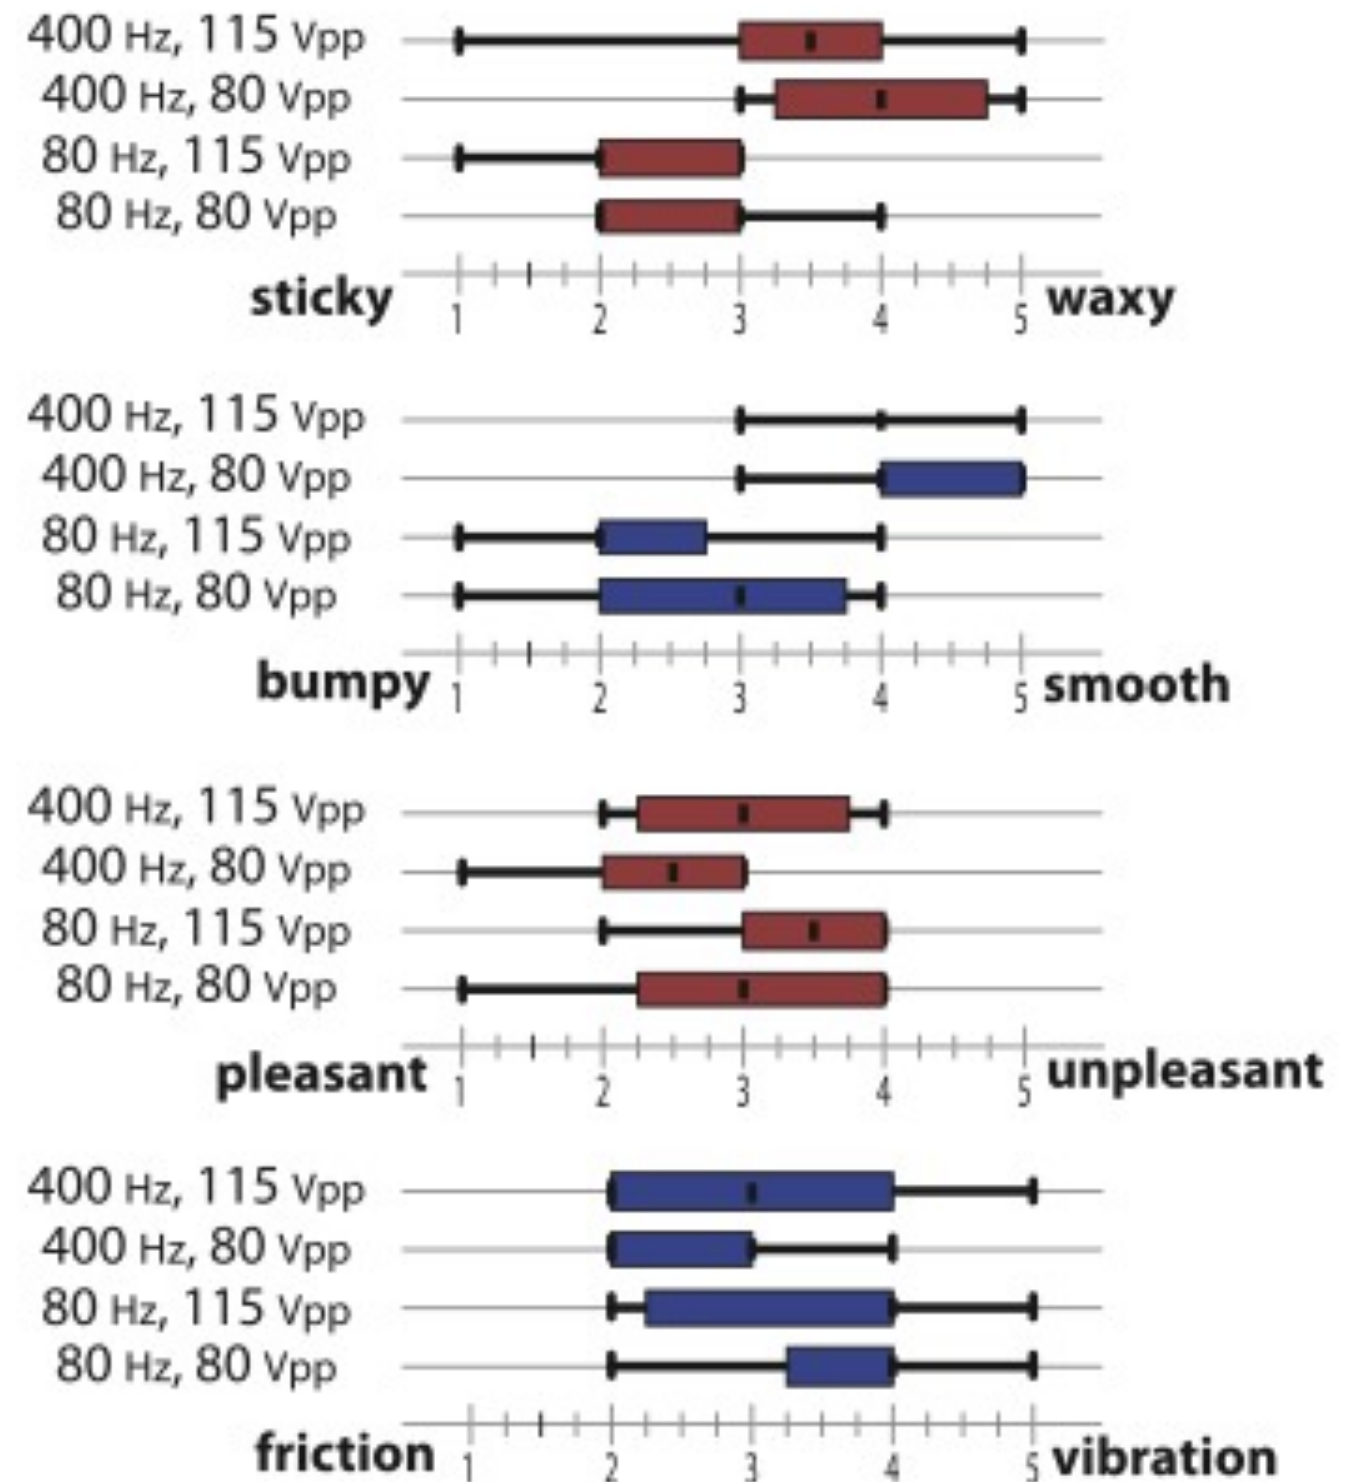 400 Hz, 115 Vpp
400 Hz, 80 Vpp
80 Hz, 115 Vpp
80 Hz, 80 Vpp
sticky 1 2 3 4 5 waxy
400 Hz, 115 Vpp
400 Hz, 80 Vpp
80 Hz, 115 Vpp
80 Hz, 80 Vpp
bumpy 1 2 3 4 5 smooth
400 Hz, 115 Vpp
400 Hz, 80 Vpp
80 Hz, 115 Vpp
80 Hz, 80 Vpp
pleasant 1 2 3 4 5 unpleasant
400 Hz, 115 Vpp
400 Hz, 80 Vpp
80 Hz, 115 Vpp
80 Hz, 80 Vpp
friction 1 2 3 4 5 vibration